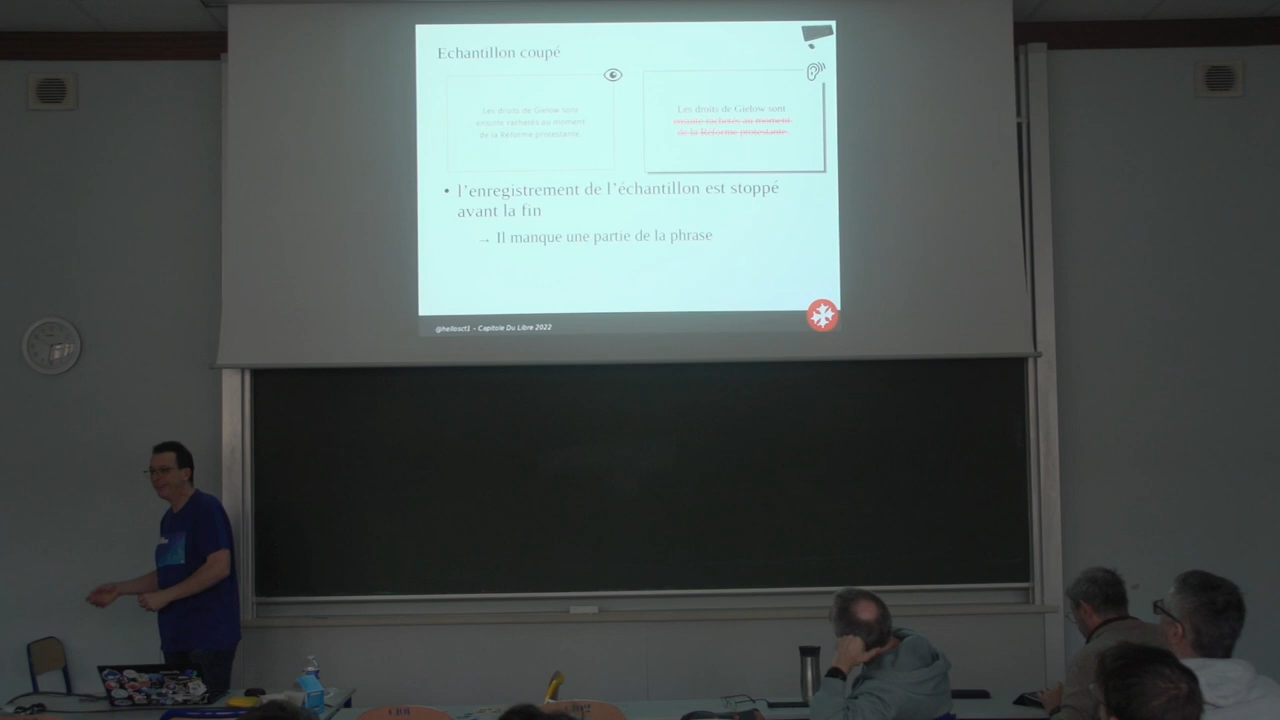 Echantillon coupé
Les droits de Gielow sont
ensuite rachetés au moment
de la Réforme protestante.
Les droits de Gielow sont
ensuite rachetés au moment
de la Réforme protestante.
• l’enregistrement de l’échantillon est stoppé
avant la fin
→ Il manque une partie de la phrase
@hellosct1 - Capitole Du Libre 2022